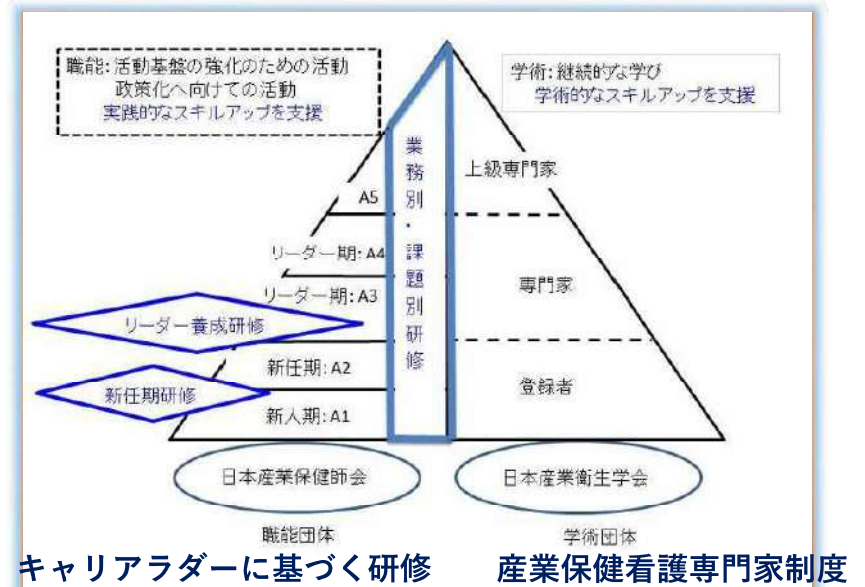 職能:活動基盤の強化のための活動
政策化へ向けての活動
実践的なスキルアップを支援
学術:継続的な学び
学術的なスキルアップを支援
業務別・課題別研修
上級専門家
A5
リーダー期:A4
専門家
リーダー期:A3
リーダー養成研修
新任期:A2
登録者
新任期研修
新人期:A1
日本産業保健師会
日本産業衛生学会
職能団体
学術団体
キャリアラダーに基づく研修
産業保健看護専門家制度